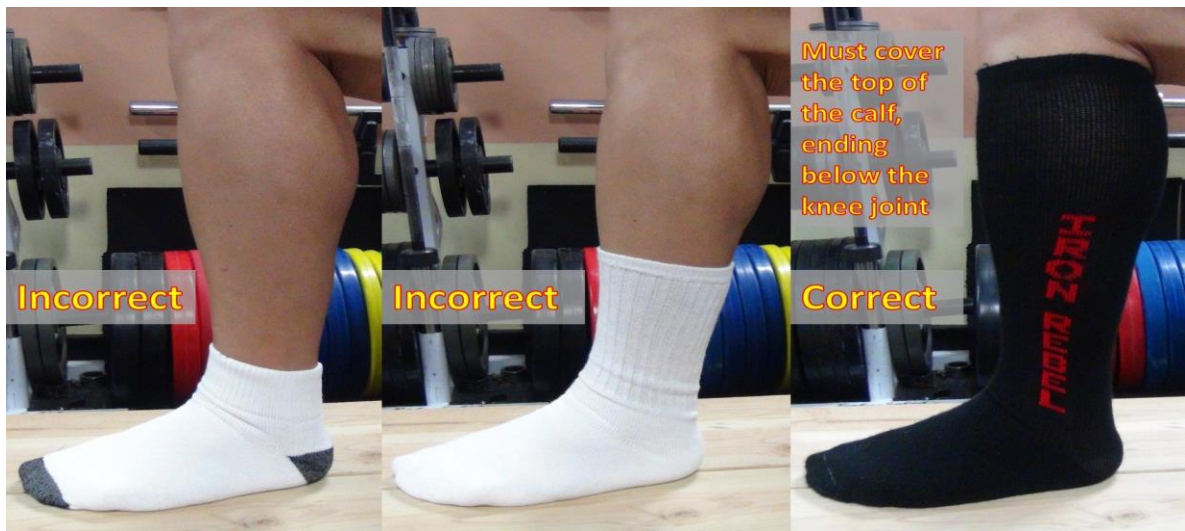 Incorrect
Incorrect
Must cover
the top of
the calf,
ending
below the
knee joint
Correct
IRON REBEL